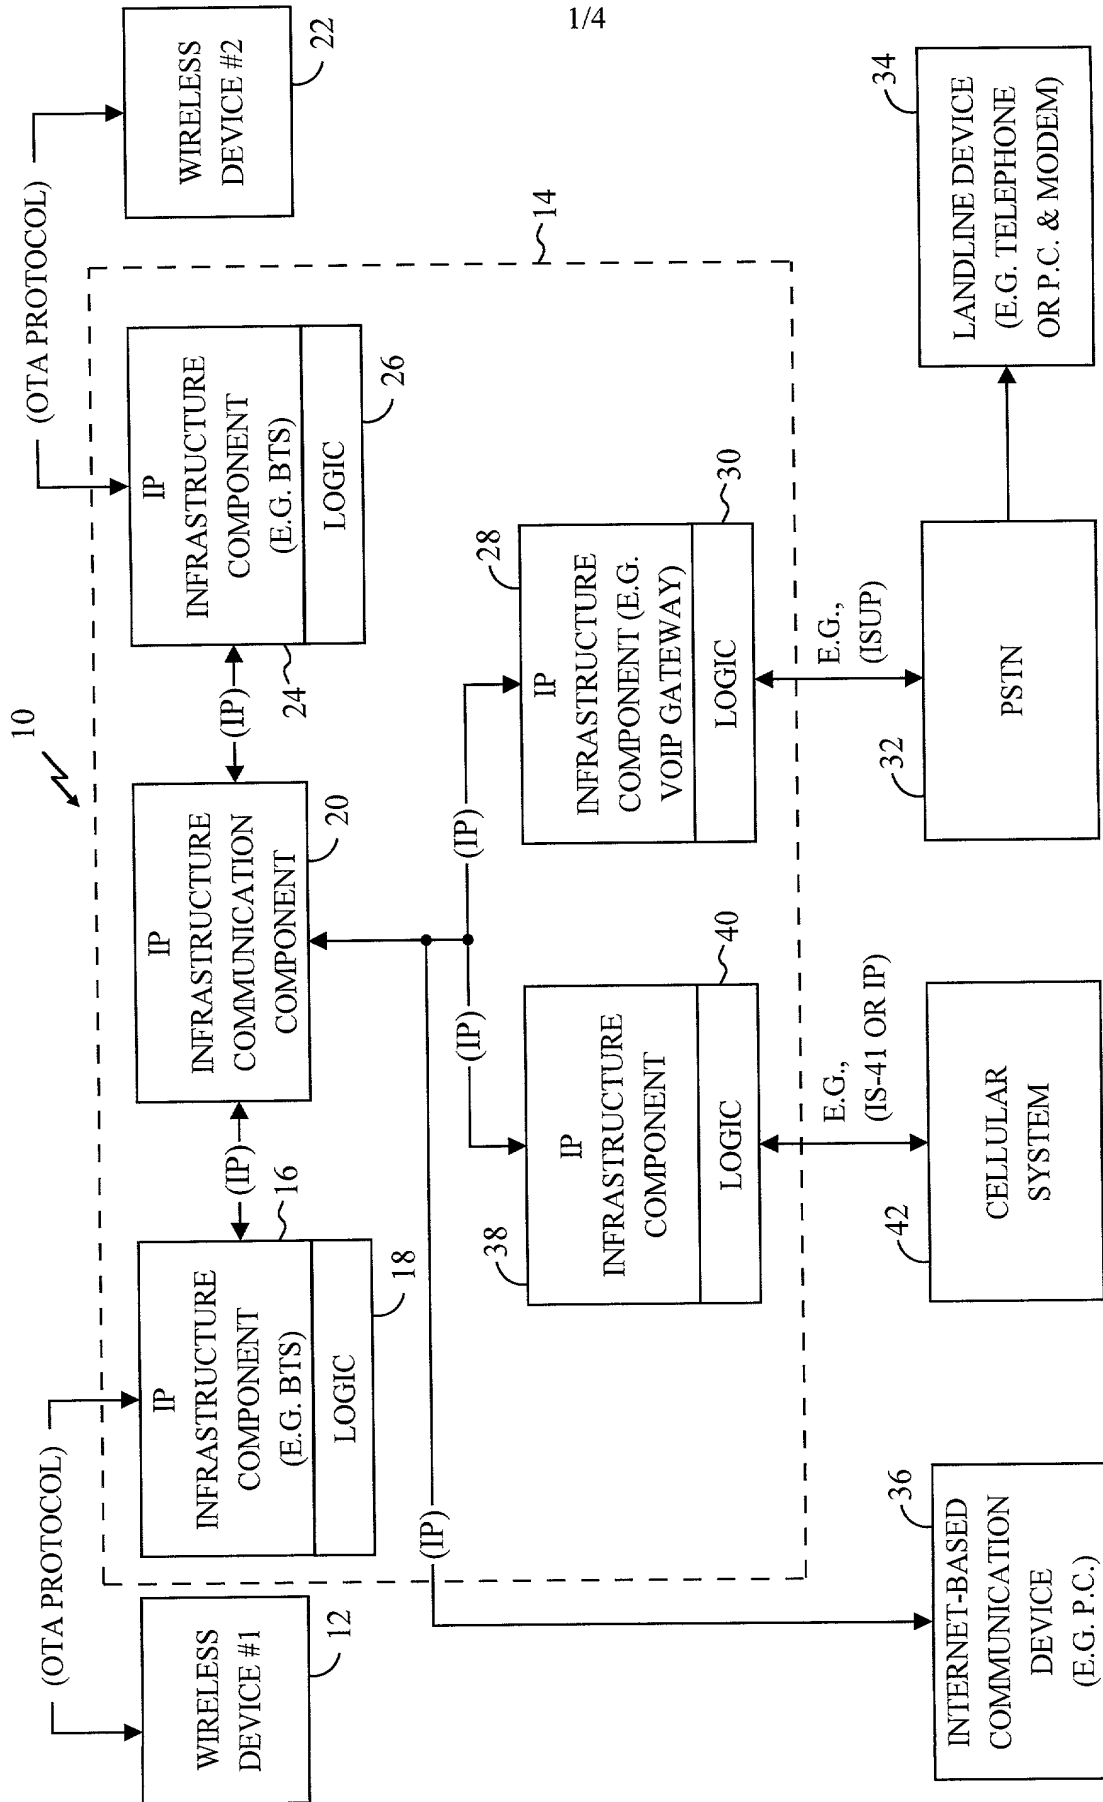 1/4
10
(OTA PROTOCOL)
WIRELESS
DEVICE #1
12
(OTA PROTOCOL)
WIRELESS
DEVICE #2
22
14
IP
INFRASTRUCTURE
COMPONENT
(E.G. BTS)
LOGIC
16
18
(IP)
IP
INFRASTRUCTURE
COMMUNICATION
COMPONENT
20
(IP)
IP
INFRASTRUCTURE
COMPONENT
(E.G. BTS)
LOGIC
24
26
(IP)
(IP)
(IP)
38
IP
INFRASTRUCTURE
COMPONENT
LOGIC
40
28
IP
INFRASTRUCTURE
COMPONENT (E.G.
VOIP GATEWAY)
LOGIC
30
E.G.,
(IS-41 OR IP)
E.G.,
(ISUP)
36
INTERNET-BASED
COMMUNICATION
DEVICE
(E.G. P.C.)
42
CELLULAR
SYSTEM
32
PSTN
34
LANDLINE DEVICE
(E.G. TELEPHONE
OR P.C. & MODEM)